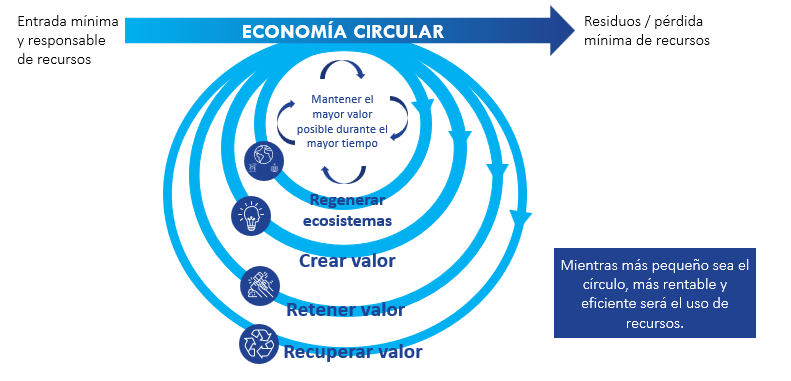 Entrada mínima
y responsable
de recursos
ECONOMÍA CIRCULAR
Residuos / pérdida
mínima de recursos
Mantener el
mayor valor
posible durante el
mayor tiempo
Regenerar
ecosistemas
Crear valor
Retener valor
Recuperar valor
Mientras más pequeño sea el
círculo, más rentable y
eficiente será el uso de
recursos.